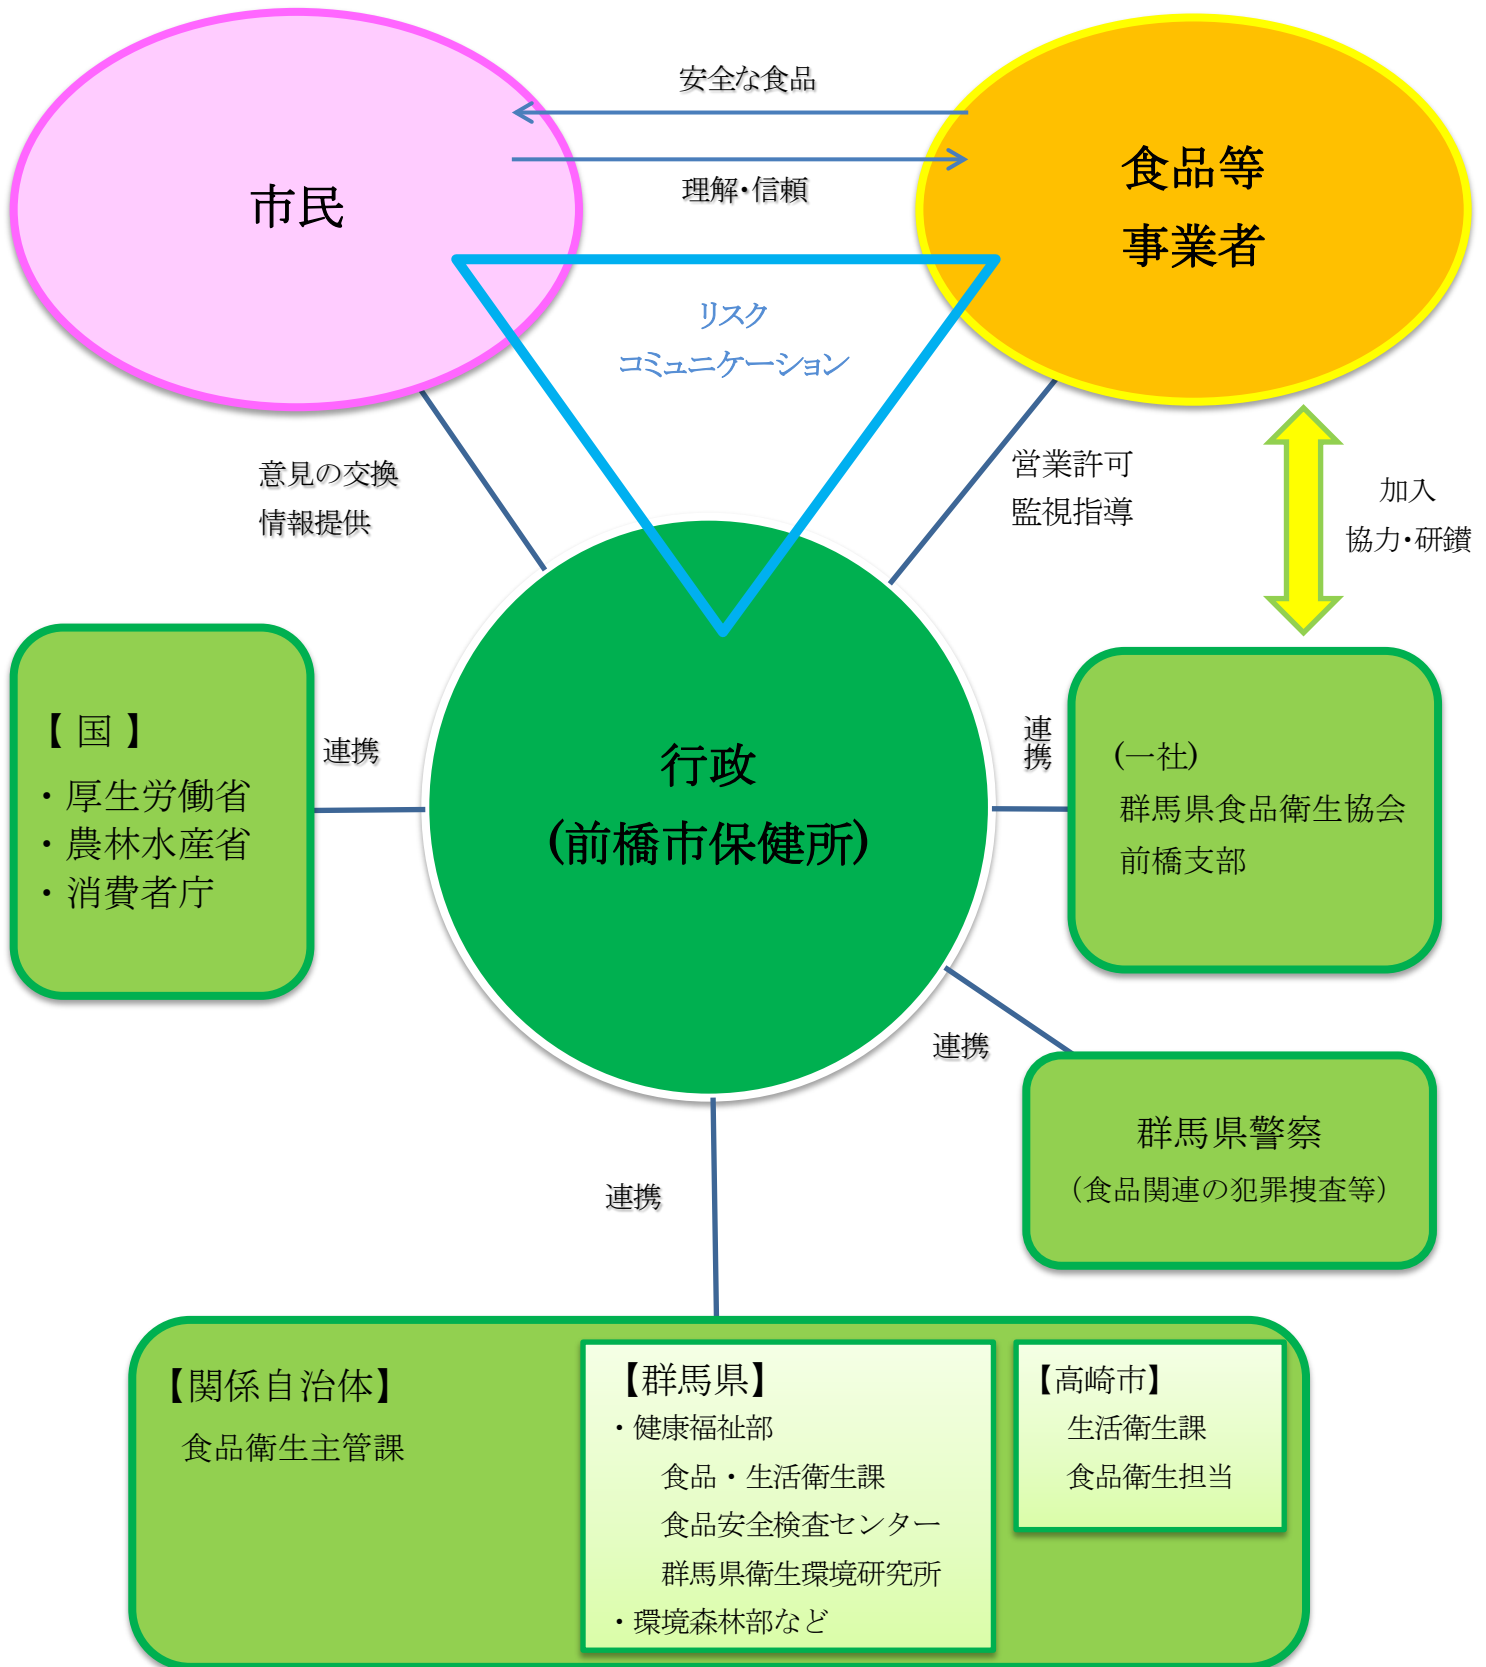 安全な食品
市民
理解・信頼
食品等
事業者
リスク
コミュニケーション
意見の交換
情報提供
営業許可
監視指導
加入
協力・研鑚
【 国 】
・厚生労働省
・農林水産省
・消費者庁
連携
行政
(前橋市保健所)
連携
(一社)
群馬県食品衛生協会
前橋支部
連携
群馬県警察
（食品関連の犯罪捜査等）
連携
【関係自治体】
食品衛生主管課
【群馬県】
・健康福祉部
食品・生活衛生課
食品安全検査センター
群馬県衛生環境研究所
・環境森林部など
【高崎市】
生活衛生課
食品衛生担当